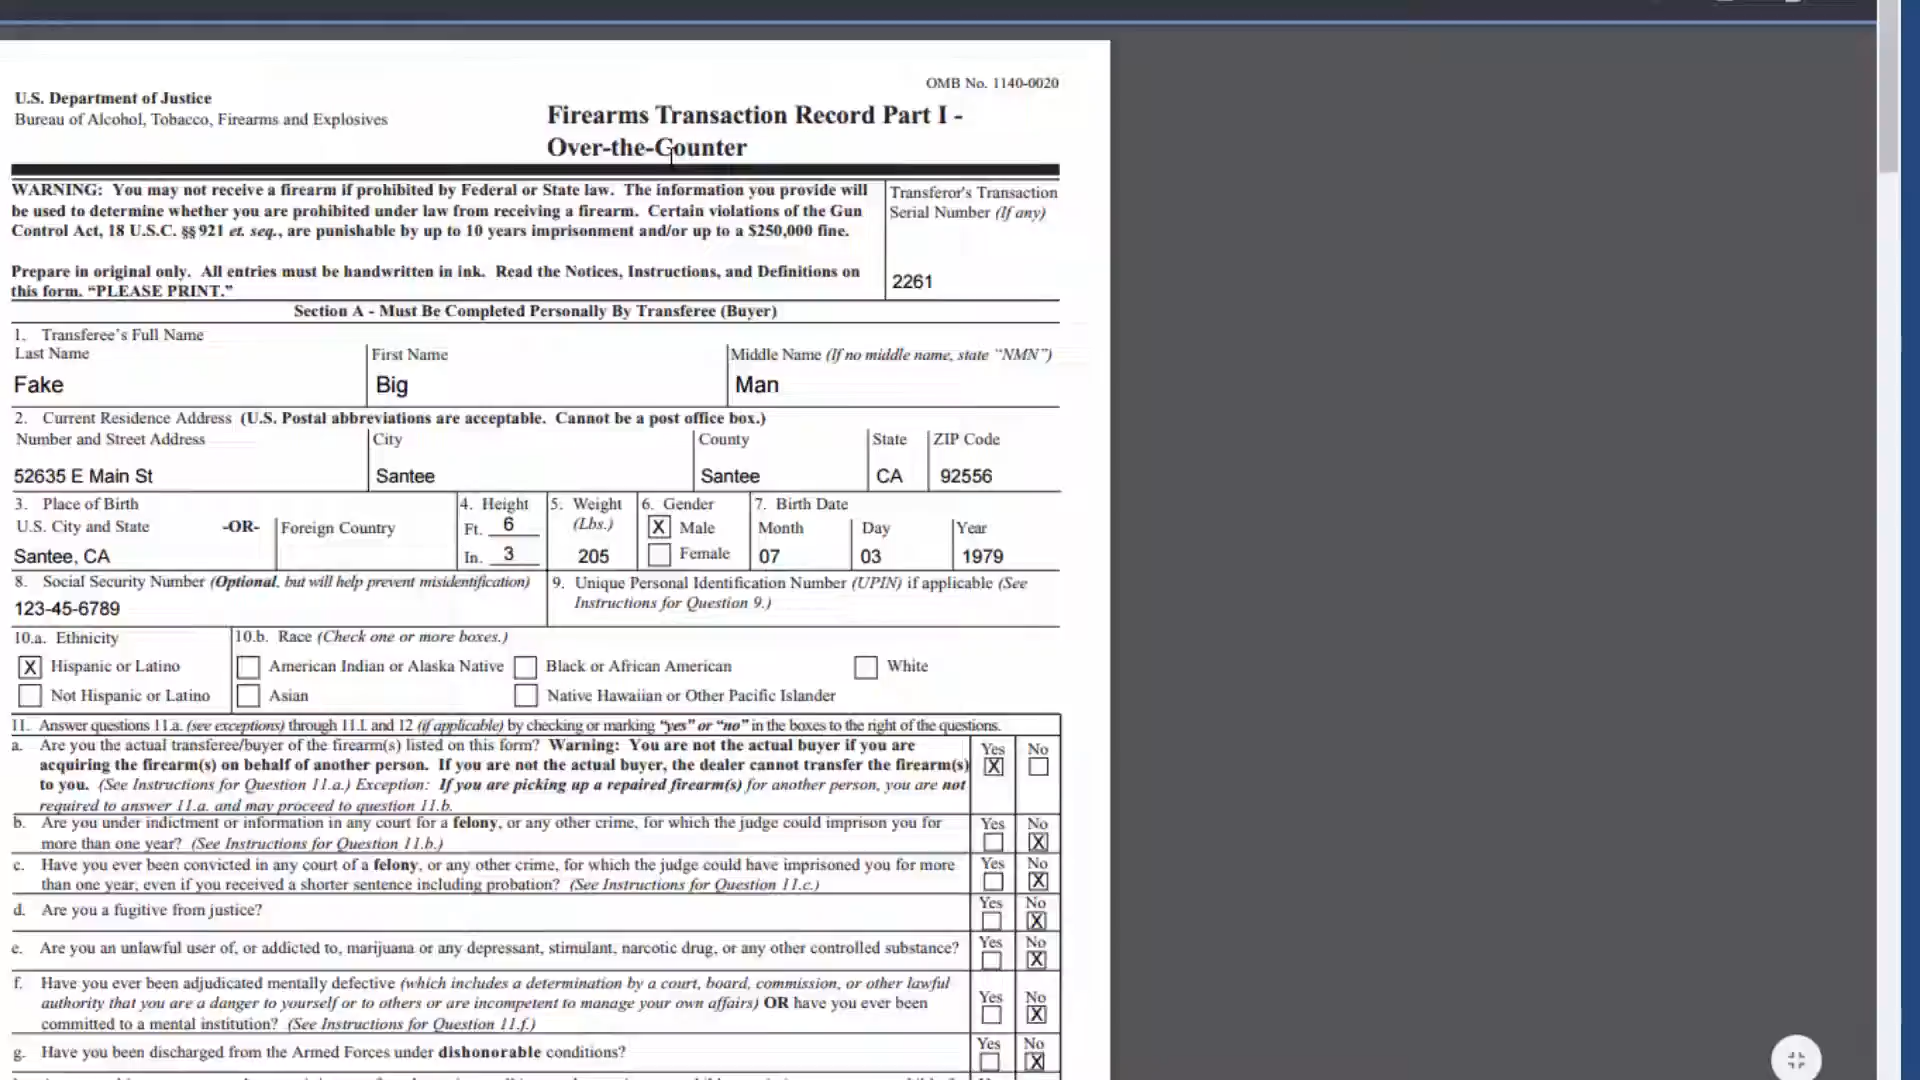 OMB No. 1140-0020
U.S. Department of Justice
Bureau of Alcohol, Tobacco, Firearms and Explosives
Firearms Transaction Record Part I -
Over-the-Counter
WARNING: You may not receive a firearm if prohibited by Federal or State law. The information you provide will
be used to determine whether you are prohibited under law from receiving a firearm. Certain violations of the Gun
Control Act, 18 U.S.C. §§ 921 et. seq., are punishable by up to 10 years imprisonment and/or up to a $250,000 fine.
Prepare in original only. All entries must be handwritten in ink. Read the Notices, Instructions, and Definitions on
this form. “PLEASE PRINT.”
Transferor's Transaction
Serial Number (If any)
2261
Section A - Must Be Completed Personally By Transferee (Buyer)
1. Transferee’s Full Name
Last Name First Name Middle Name (If no middle name, state “NMN”)
Fake Big Man
2. Current Residence Address (U.S. Postal abbreviations are acceptable. Cannot be a post office box.)
Number and Street Address City County State ZIP Code
52635 E Main St Santee Santee CA 92556
3. Place of Birth 4. Height 5. Weight 6. Gender 7. Birth Date
U.S. City and State -OR- Foreign Country Ft. 6 (Lbs.) X Male Month Day Year
Santee, CA In. 3 205 Female 07 03 1979
8. Social Security Number (Optional, but will help prevent misidentification)
123-45-6789
9. Unique Personal Identification Number (UPIN) if applicable (See
Instructions for Question 9.)
10.a. Ethnicity 10.b. Race (Check one or more boxes.)
X Hispanic or Latino American Indian or Alaska Native Black or African American White
Not Hispanic or Latino Asian Native Hawaiian or Other Pacific Islander
11. Answer questions 11.a. (see exceptions) through 11.l. and 12 (if applicable) by checking or marking “yes” or “no” in the boxes to the right of the questions.
a. Are you the actual transferee/buyer of the firearm(s) listed on this form? Warning: You are not the actual buyer if you are Yes No
acquiring the firearm(s) on behalf of another person. If you are not the actual buyer, the dealer cannot transfer the firearm(s) X
to you. (See Instructions for Question 11.a.) Exception: If you are picking up a repaired firearm(s) for another person, you are not
required to answer 11.a. and may proceed to question 11.b.
b. Are you under indictment or information in any court for a felony, or any other crime, for which the judge could imprison you for Yes No
more than one year? (See Instructions for Question 11.b.) X
c. Have you ever been convicted in any court of a felony, or any other crime, for which the judge could have imprisoned you for more Yes No
than one year, even if you received a shorter sentence including probation? (See Instructions for Question 11.c.) X
d. Are you a fugitive from justice? Yes No
X
e. Are you an unlawful user of, or addicted to, marijuana or any depressant, stimulant, narcotic drug, or any other controlled substance? Yes No
X
f. Have you ever been adjudicated mentally defective (which includes a determination by a court, board, commission, or other lawful
authority that you are a danger to yourself or to others or are incompetent to manage your own affairs) OR have you ever been Yes No
committed to a mental institution? (See Instructions for Question 11.f.) X
g. Have you been discharged from the Armed Forces under dishonorable conditions? Yes No
X